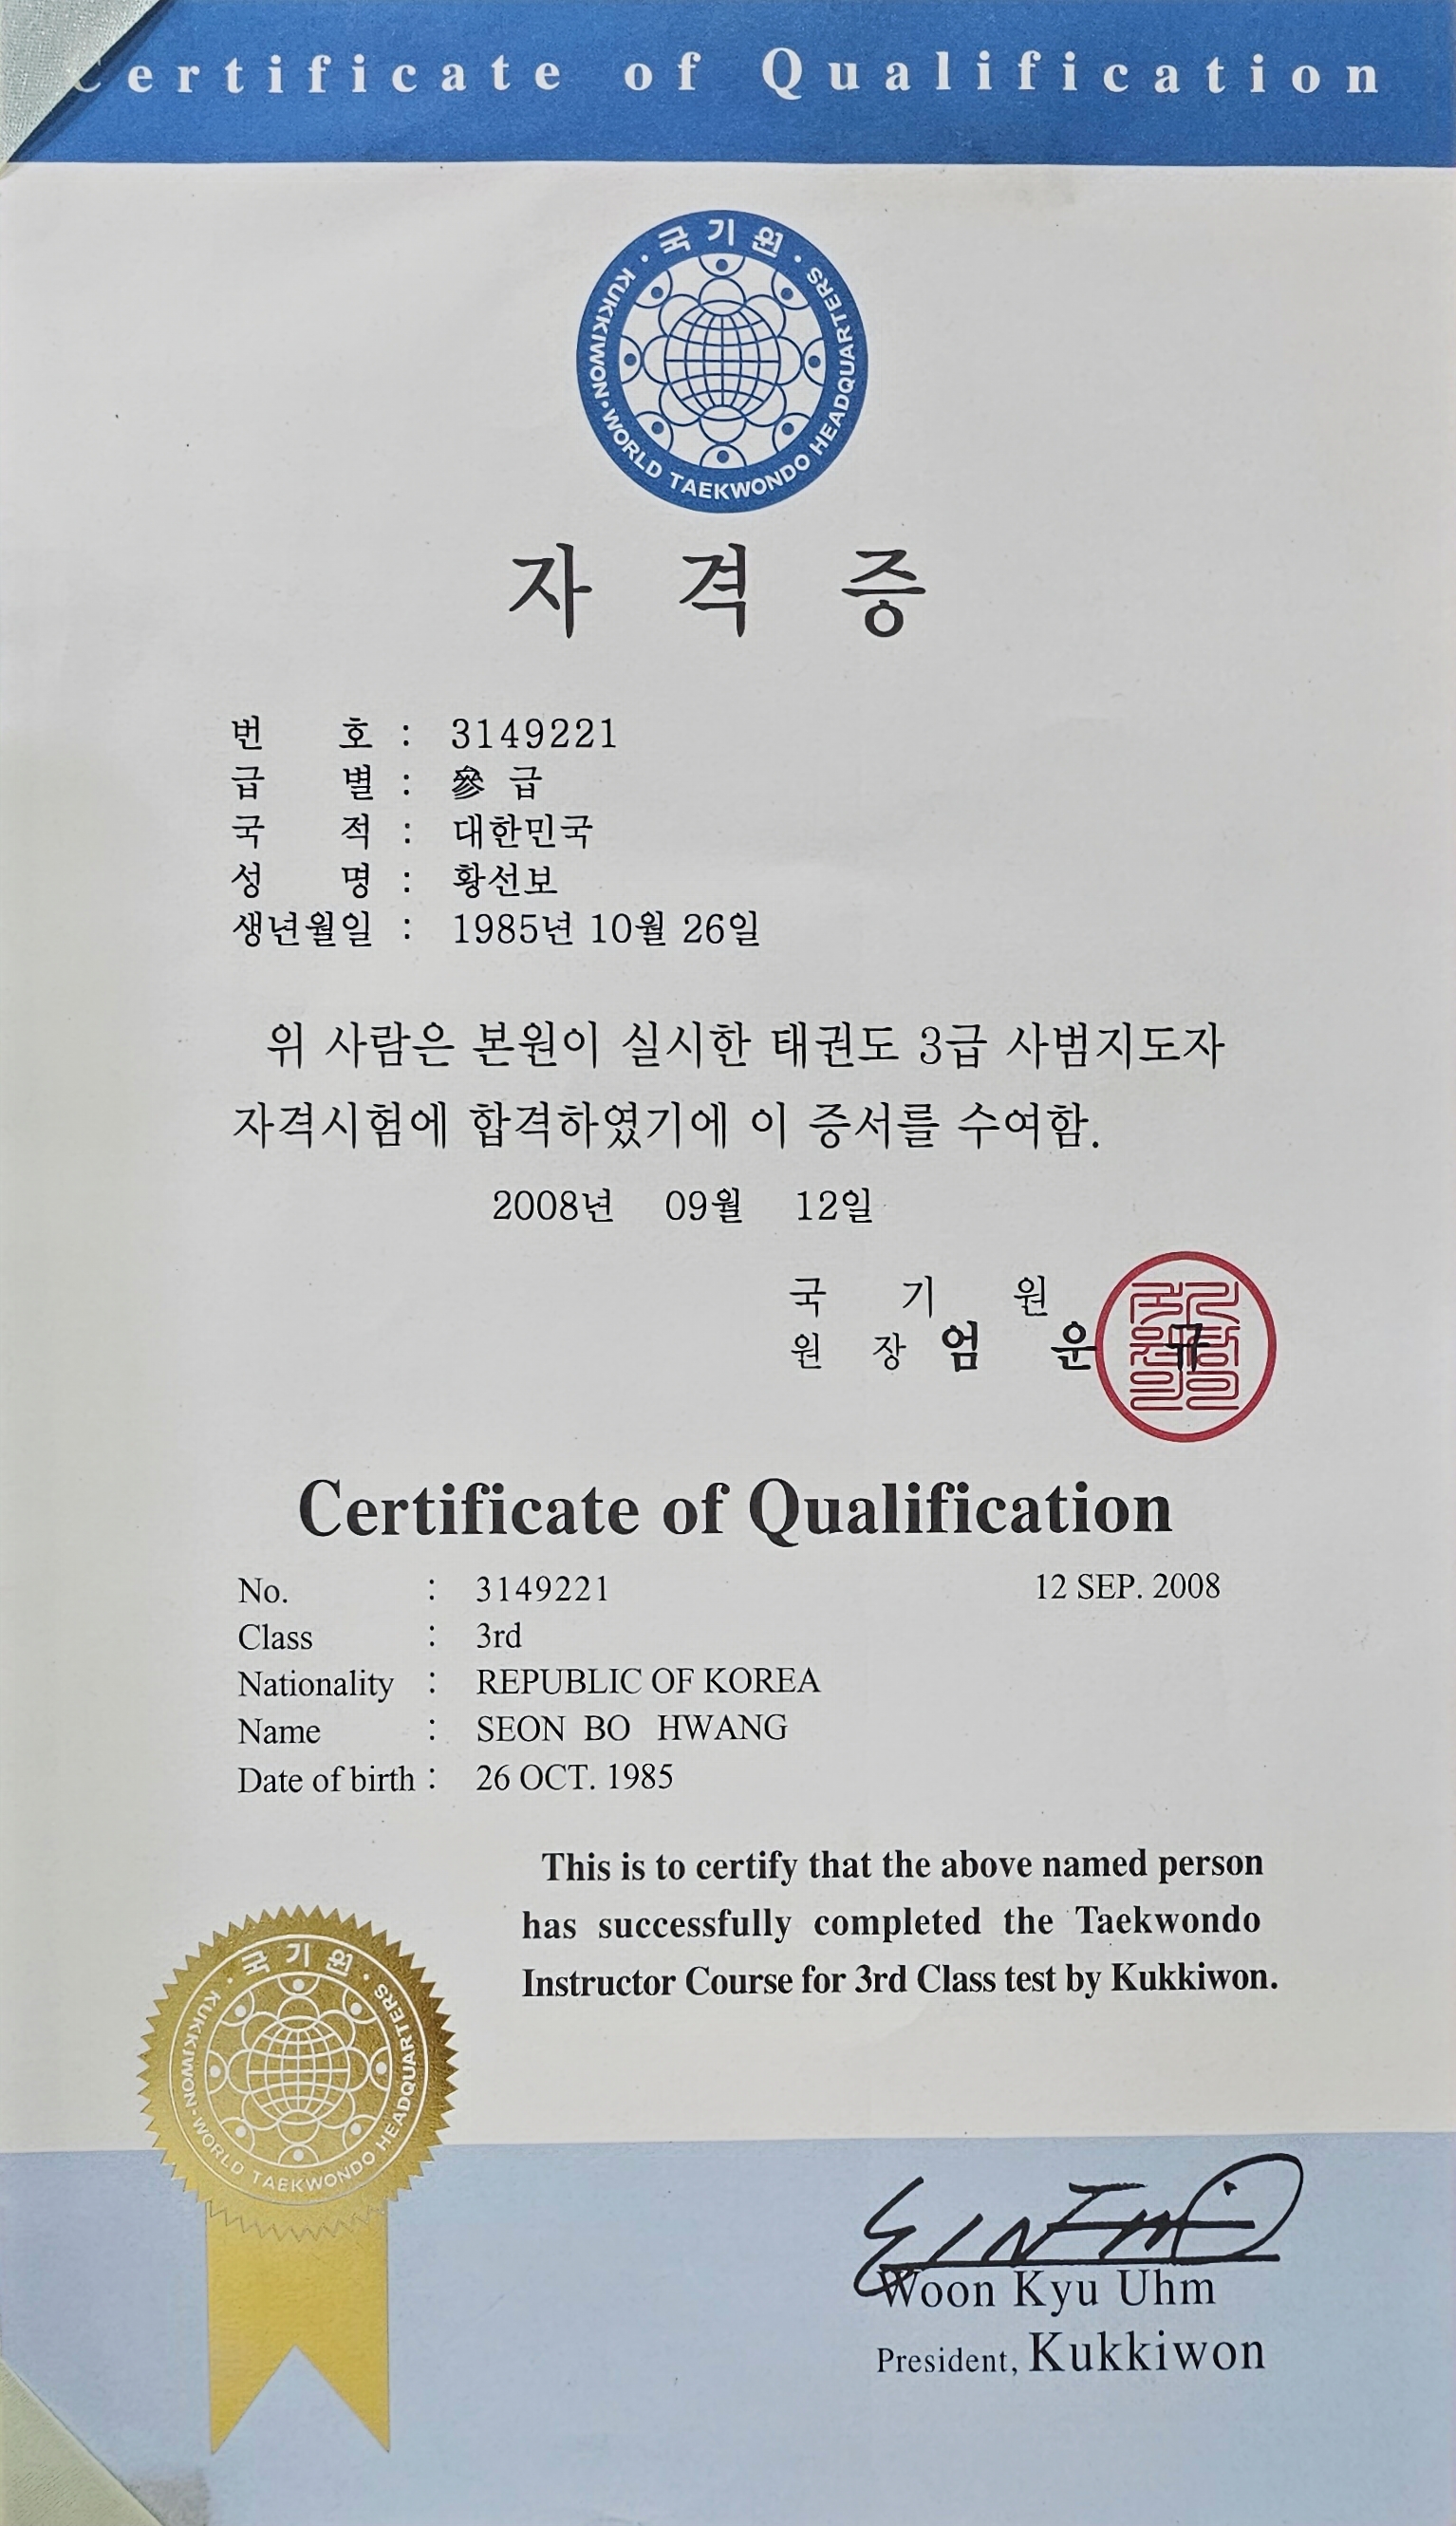 Certificate of Qualification
국기원
KUKKIWON·WORLD TAEKWONDO HEADQUARTERS
자 격 증
번 호 : 3149221
급 별 : 參 급
국 적 : 대한민국
성 명 : 황선보
생년월일 : 1985년 10월 26일
위 사람은 본원이 실시한 태권도 3급 사범지도자
자격시험에 합격하였기에 이 증서를 수여함.
2008년 09월 12일
국 기 원
원 장 엄 운 규
Certificate of Qualification
No. : 3149221 12 SEP. 2008
Class : 3rd
Nationality : REPUBLIC OF KOREA
Name : SEON BO HWANG
Date of birth : 26 OCT. 1985
This is to certify that the above named person
has successfully completed the Taekwondo
Instructor Course for 3rd Class test by Kukkiwon.
국기원
KUKKIWON·WORLD TAEKWONDO HEADQUARTERS
Woon Kyu Uhm
President, Kukkiwon